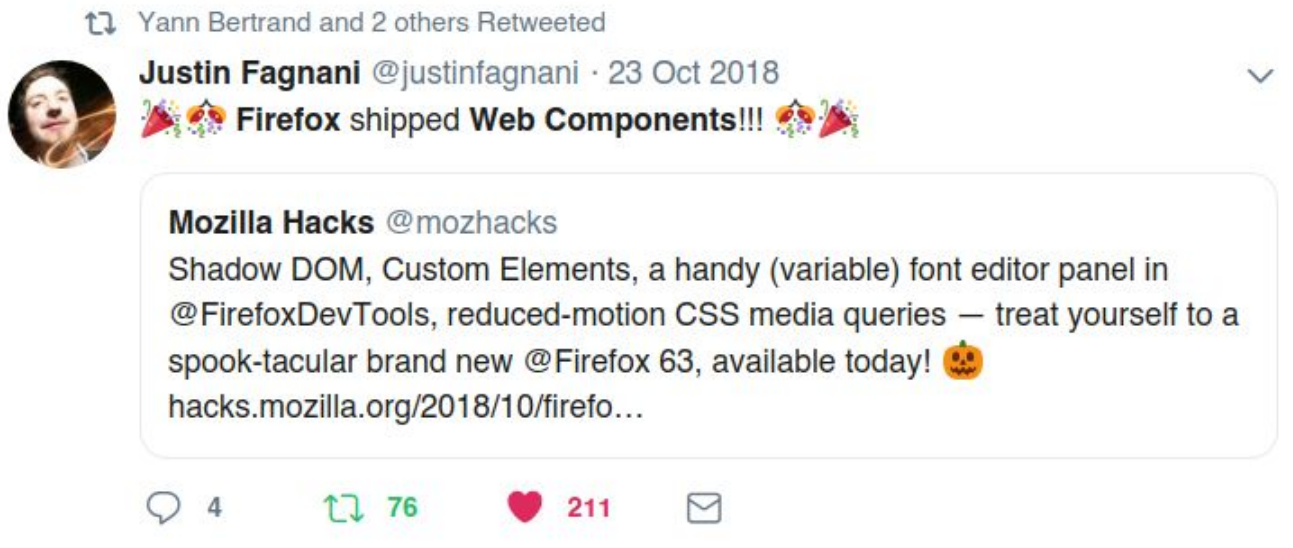 Yann Bertrand and 2 others Retweeted
Justin Fagnani @justinfagnani · 23 Oct 2018
🎉🎊 Firefox shipped Web Components!!! 🎊🎉
Mozilla Hacks @mozhacks
Shadow DOM, Custom Elements, a handy (variable) font editor panel in
@FirefoxDevTools, reduced-motion CSS media queries — treat yourself to a
spook-tacular brand new @Firefox 63, available today! 🎃
hacks.mozilla.org/2018/10/firefo…
4 76 211